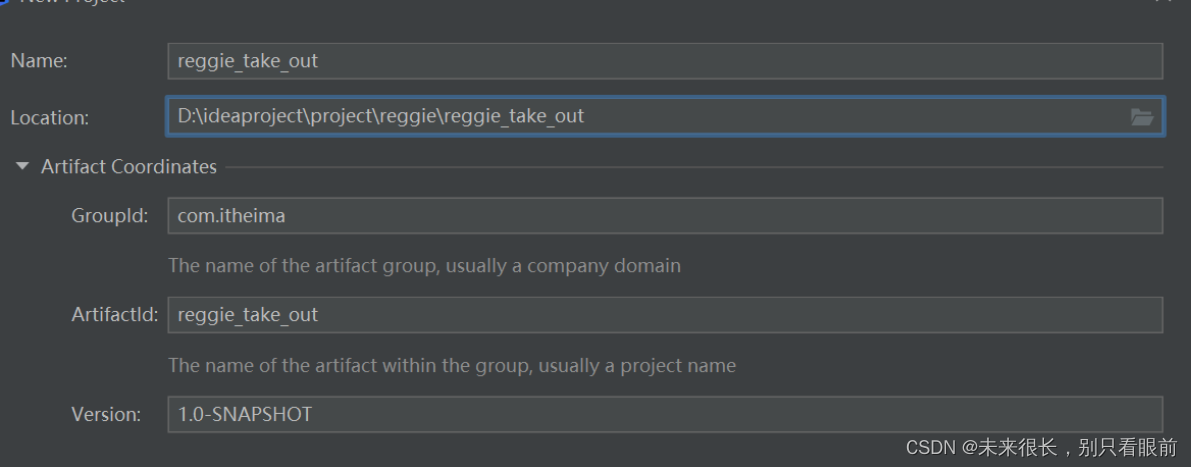 New Project
Name:
reggie_take_out
Location:
D:\ideaproject\project\reggie\reggie_take_out
Artifact Coordinates
GroupId:
com.itheima
The name of the artifact group, usually a company domain
ArtifactId:
reggie_take_out
The name of the artifact within the group, usually a project name
Version:
1.0-SNAPSHOT
CSDN @未来很长，别只看眼前